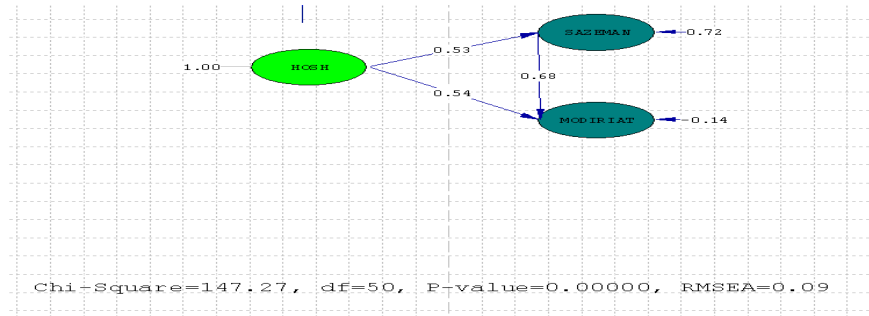 SAZEMAN
0.72
0.53
1.00
HOSH
0.68
0.54
MODIRIAT
-0.14
Chi-Square=147.27, df=50, P-value=0.00000, RMSEA=0.09